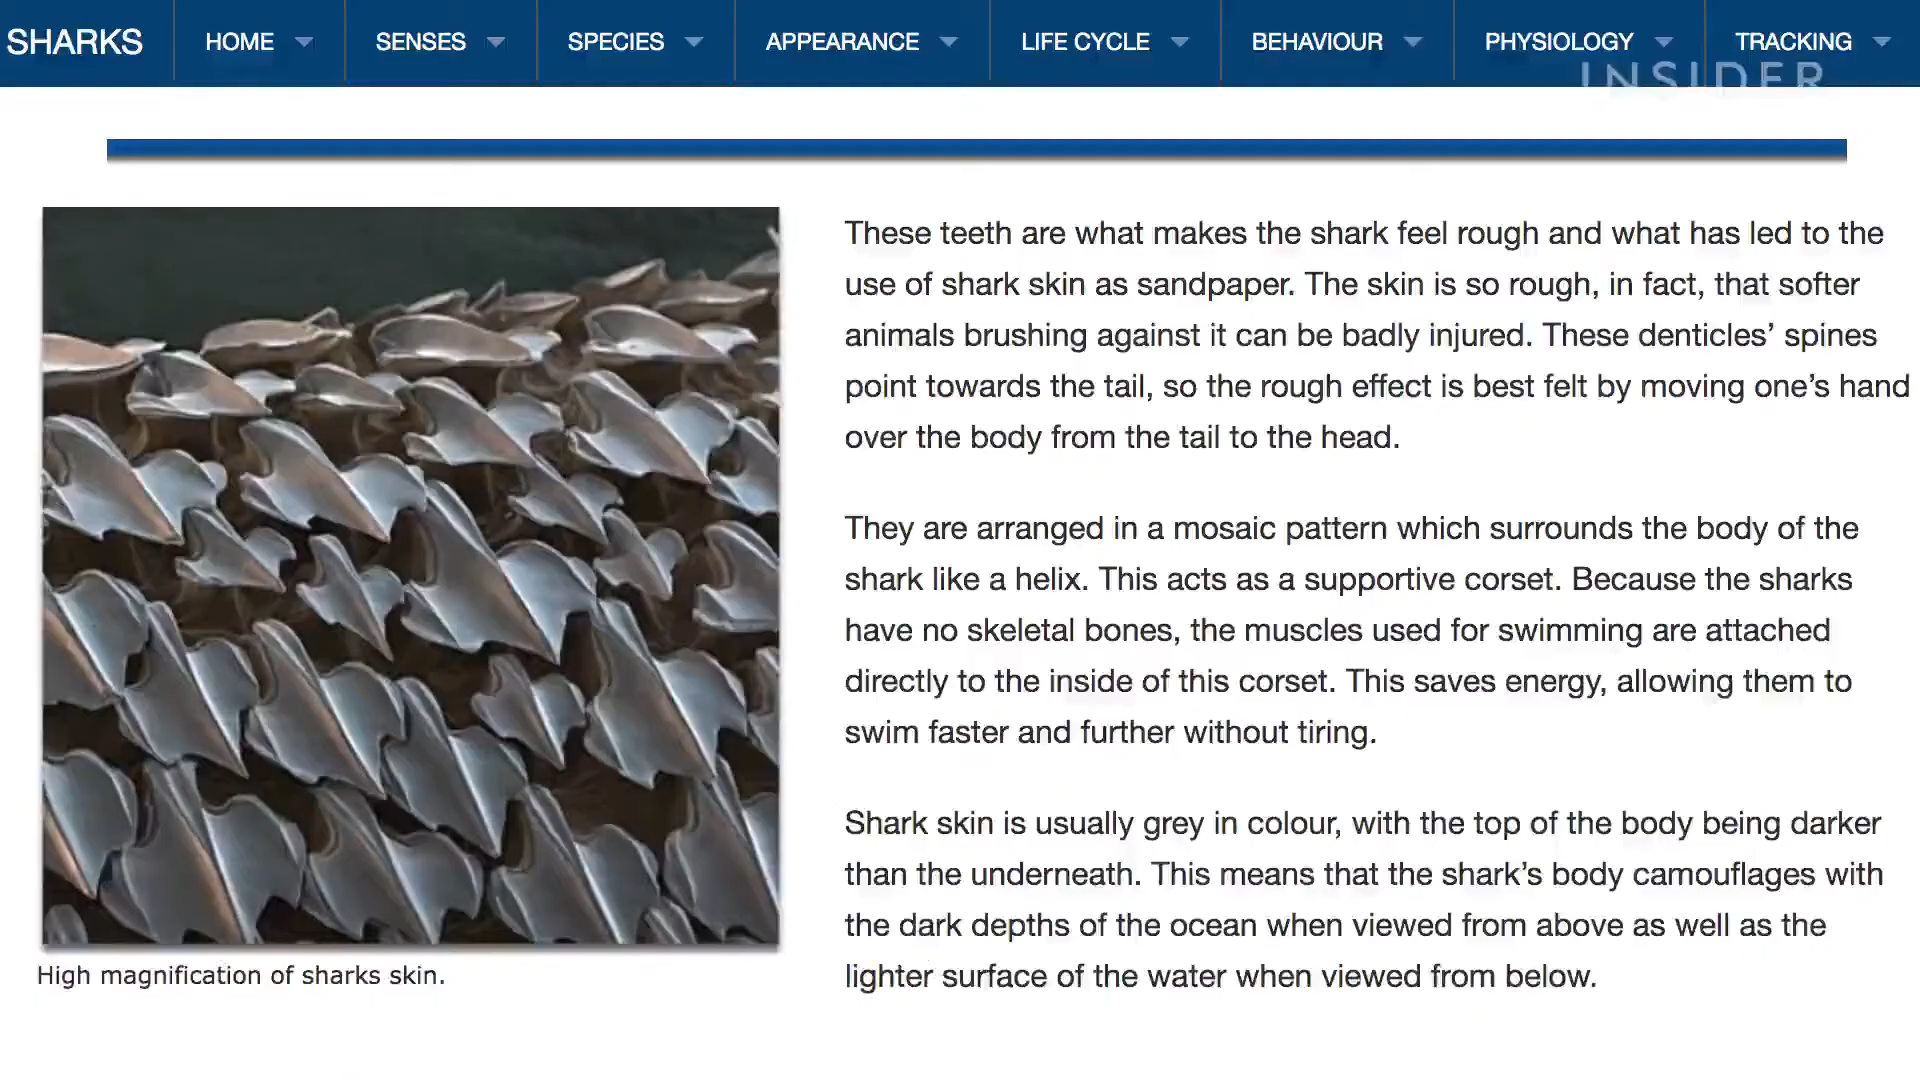 SHARKS HOME SENSES SPECIES APPEARANCE LIFE CYCLE BEHAVIOUR PHYSIOLOGY TRACKING
INSIDER
These teeth are what makes the shark feel rough and what has led to the
use of shark skin as sandpaper. The skin is so rough, in fact, that softer
animals brushing against it can be badly injured. These denticles’ spines
point towards the tail, so the rough effect is best felt by moving one’s hand
over the body from the tail to the head.
They are arranged in a mosaic pattern which surrounds the body of the
shark like a helix. This acts as a supportive corset. Because the sharks
have no skeletal bones, the muscles used for swimming are attached
directly to the inside of this corset. This saves energy, allowing them to
swim faster and further without tiring.
Shark skin is usually grey in colour, with the top of the body being darker
than the underneath. This means that the shark’s body camouflages with
the dark depths of the ocean when viewed from above as well as the
lighter surface of the water when viewed from below.
High magnification of sharks skin.